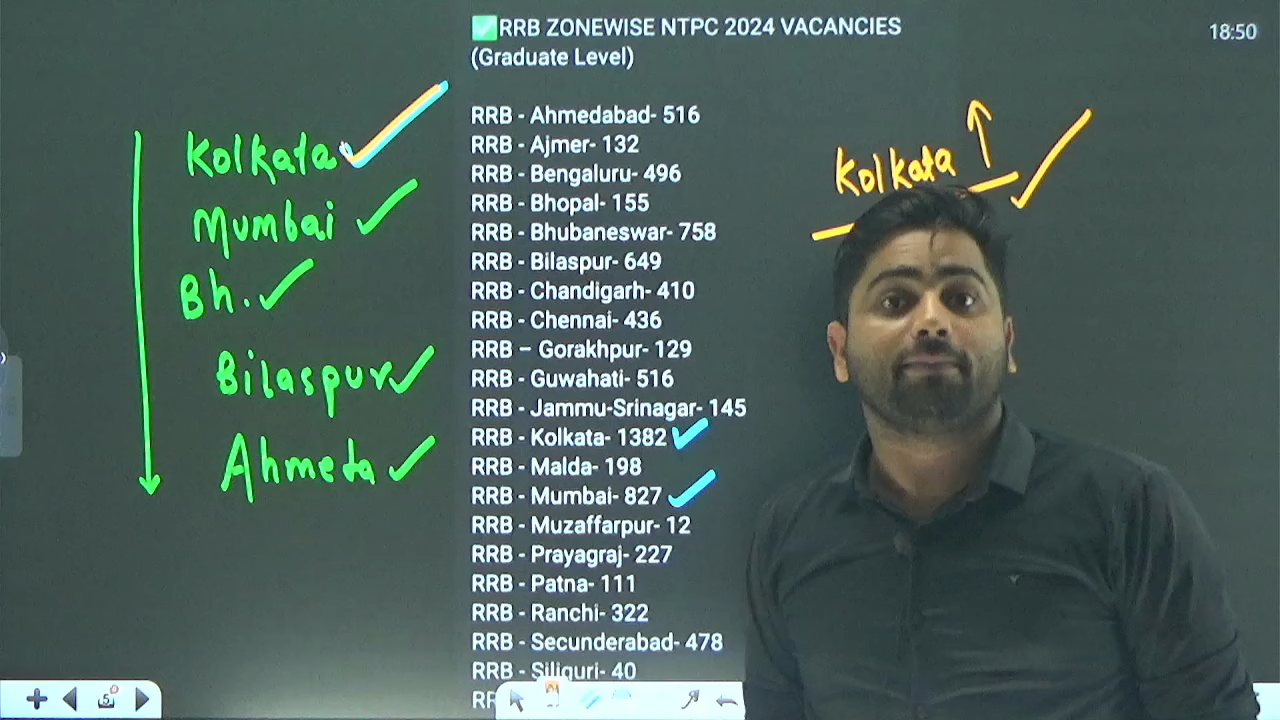 ✅RRB ZONEWISE NTPC 2024 VACANCIES
(Graduate Level)
18:50
RRB - Ahmedabad- 516
RRB - Ajmer- 132
RRB - Bengaluru- 496
RRB - Bhopal- 155
RRB - Bhubaneswar- 758
RRB - Bilaspur- 649
RRB - Chandigarh- 410
RRB - Chennai- 436
RRB – Gorakhpur- 129
RRB - Guwahati- 516
RRB - Jammu-Srinagar- 145
RRB - Kolkata- 1382
RRB - Malda- 198
RRB - Mumbai- 827
RRB - Muzaffarpur- 12
RRB - Prayagraj- 227
RRB - Patna- 111
RRB - Ranchi- 322
RRB - Secunderabad- 478
RRB - Siliguri- 40
Kolkata
Mumbai
Bh.
Bilaspur
Ahmeda
Kolkata
5